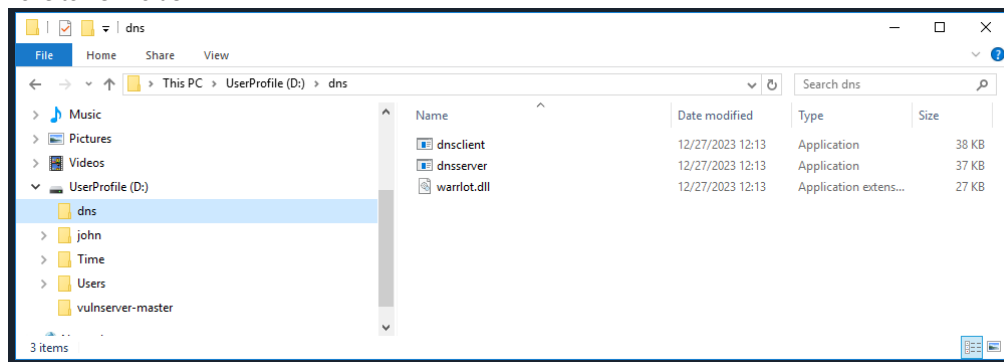 dns
File Home Share View
This PC > UserProfile (D:) > dns
Search dns
Music
Pictures
Videos
UserProfile (D:)
dns
john
Time
Users
vulnserver-master
Name Date modified Type Size
dnsclient 12/27/2023 12:13 Application 38 KB
dnsserver 12/27/2023 12:13 Application 37 KB
warrlot.dll 12/27/2023 12:13 Application extens... 27 KB
3 items